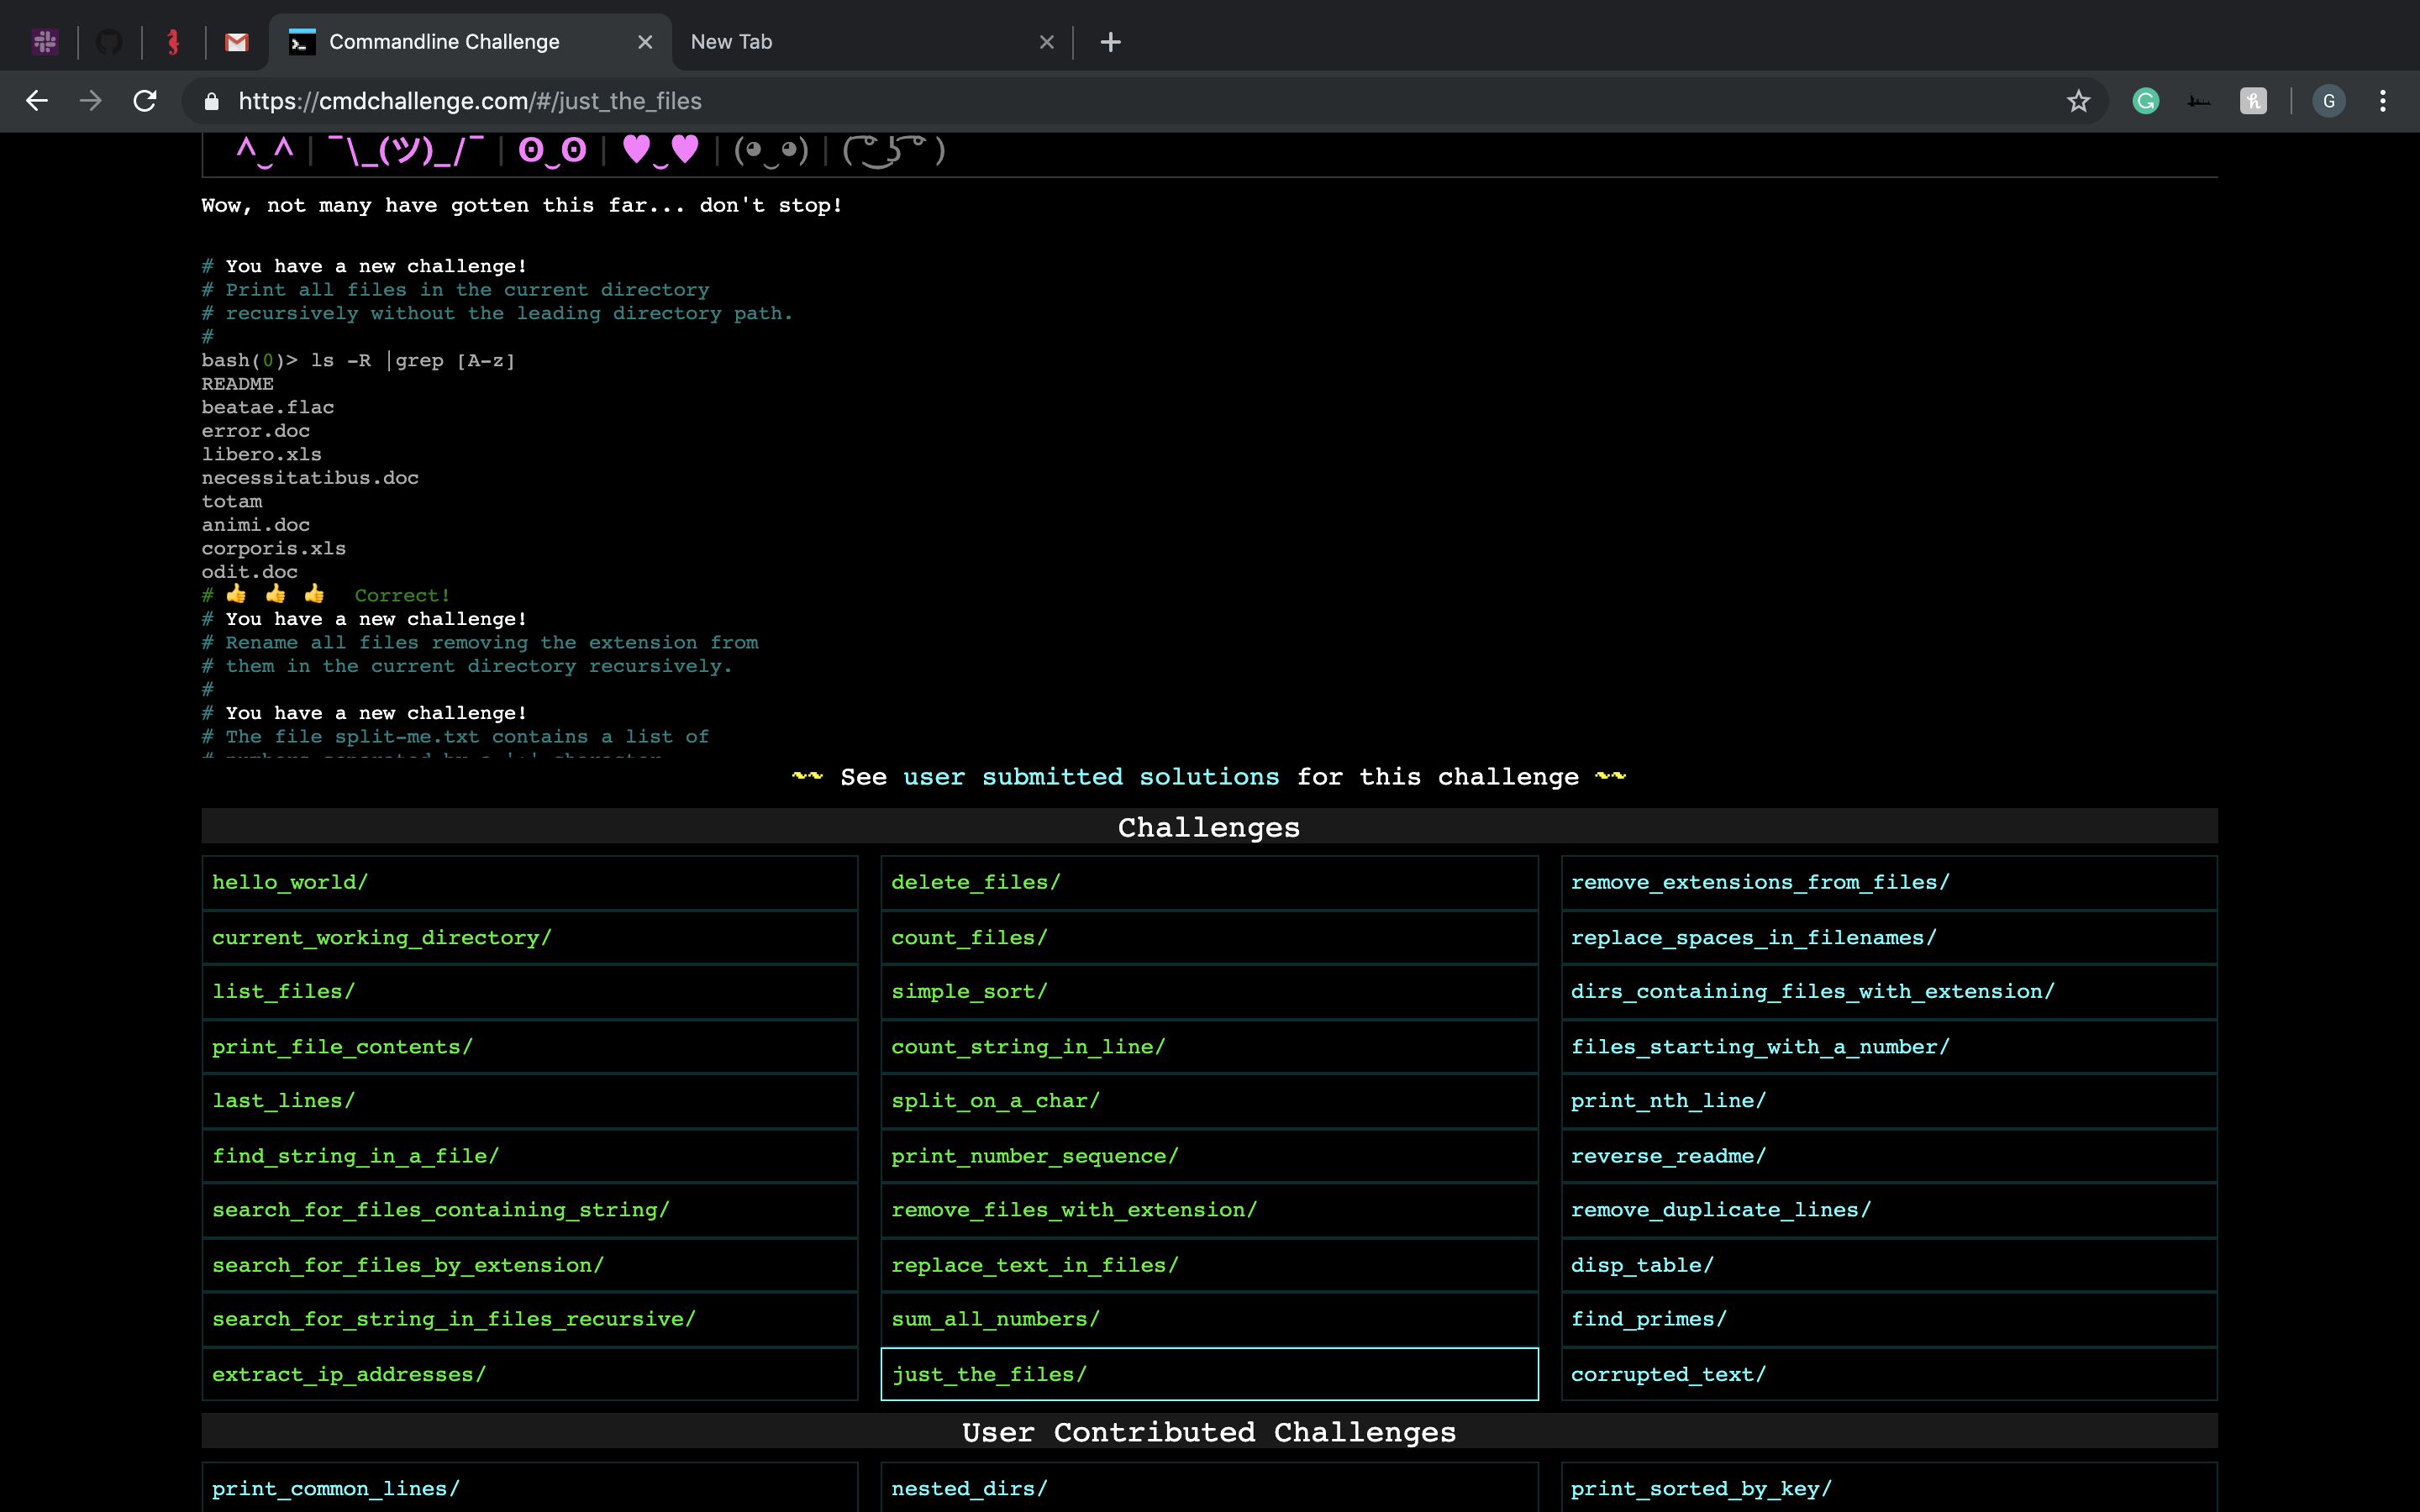 Commandline Challenge
New Tab
https://cmdchallenge.com/#/just_the_files
G
^‿^ | ¯\_(ツ)_/¯ | ʘ‿ʘ | ♥‿♥ | (◕‿◕) | ( ͡° ͜ʖ ͡° )
Wow, not many have gotten this far... don't stop!
# You have a new challenge!
# Print all files in the current directory
# recursively without the leading directory path.
#
bash(0)> ls -R |grep [A-z]
README
beatae.flac
error.doc
libero.xls
necessitatibus.doc
totam
animi.doc
corporis.xls
odit.doc
# 👍 👍 👍 Correct!
# You have a new challenge!
# Rename all files removing the extension from
# them in the current directory recursively.
#
# You have a new challenge!
# The file split-me.txt contains a list of
~~ See user submitted solutions for this challenge ~~
Challenges
hello_world/
current_working_directory/
list_files/
print_file_contents/
last_lines/
find_string_in_a_file/
search_for_files_containing_string/
search_for_files_by_extension/
search_for_string_in_files_recursive/
extract_ip_addresses/
delete_files/
count_files/
simple_sort/
count_string_in_line/
split_on_a_char/
print_number_sequence/
remove_files_with_extension/
replace_text_in_files/
sum_all_numbers/
just_the_files/
remove_extensions_from_files/
replace_spaces_in_filenames/
dirs_containing_files_with_extension/
files_starting_with_a_number/
print_nth_line/
reverse_readme/
remove_duplicate_lines/
disp_table/
find_primes/
corrupted_text/
User Contributed Challenges
print_common_lines/
nested_dirs/
print_sorted_by_key/